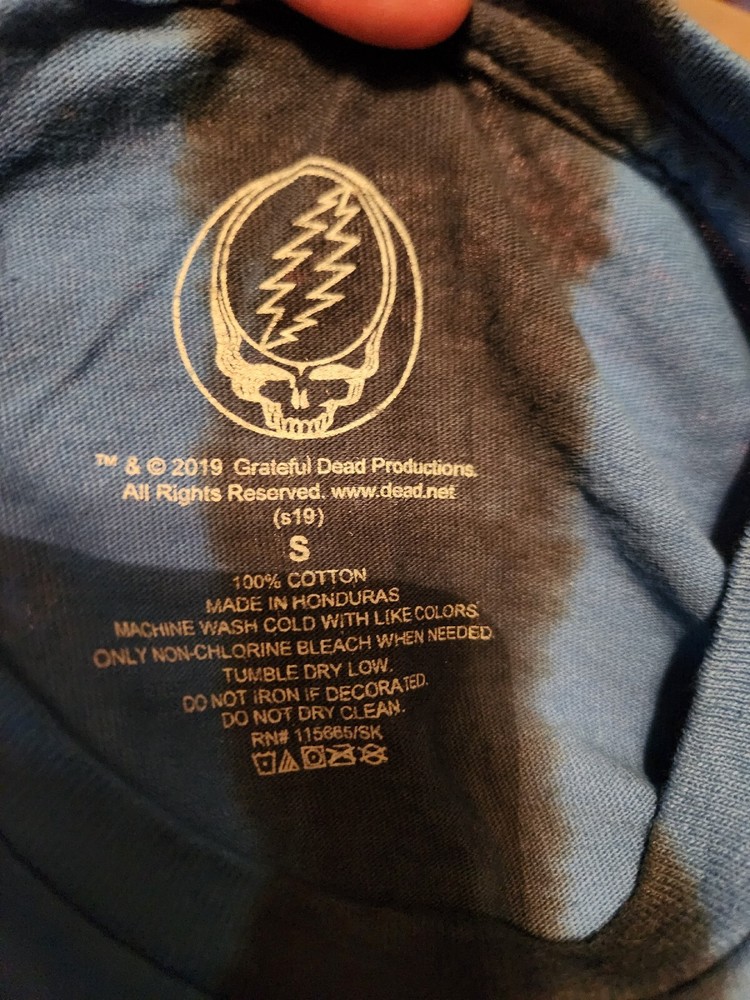 ™ & © 2019 Grateful Dead Productions.
All Rights Reserved. www.dead.net
(s19)
S
100% COTTON
MADE IN HONDURAS
MACHINE WASH COLD WITH LIKE COLORS
ONLY NON-CHLORINE BLEACH WHEN NEEDED
TUMBLE DRY LOW.
DO NOT IRON IF DECORATED.
DO NOT DRY CLEAN.
RN# 115665/SK